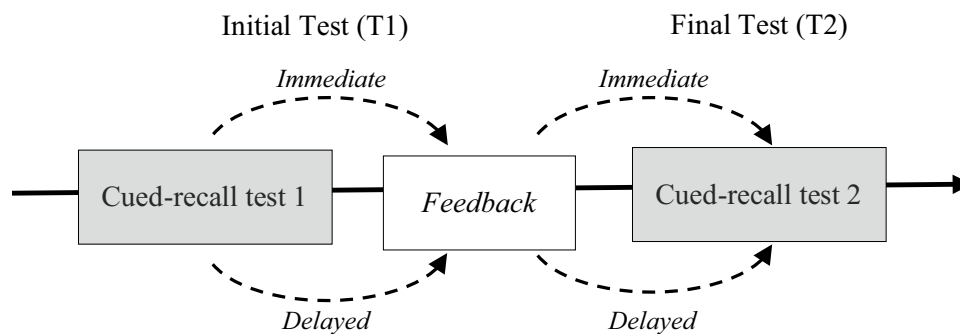 Initial Test (T1)
Final Test (T2)
Immediate
Immediate
Cued-recall test 1
Feedback
Cued-recall test 2
Delayed
Delayed